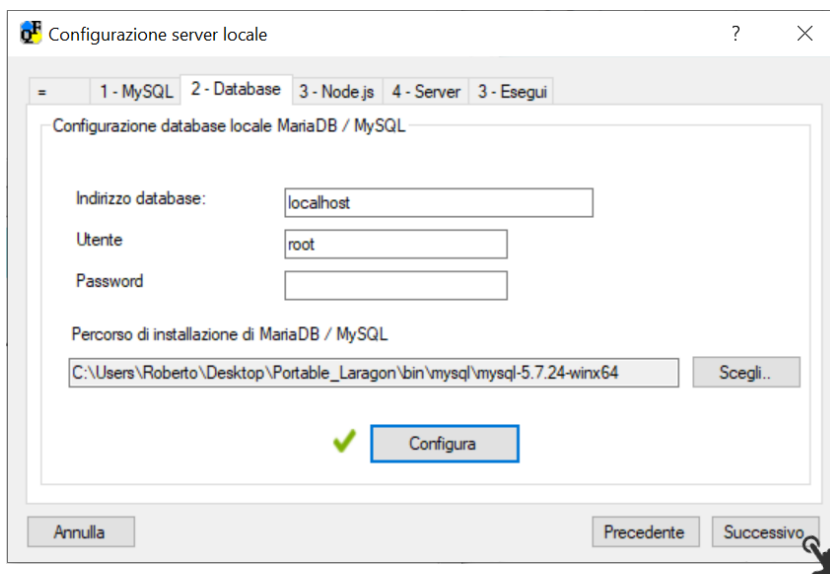 QF Configurazione server locale ?
= 1 - MySQL 2 - Database 3 - Node.js 4 - Server 3 - Esegui
Configurazione database locale MariaDB / MySQL
Indirizzo database: localhost
Utente root
Password
Percorso di installazione di MariaDB / MySQL
C:\Users\Roberto\Desktop\Portable_Laragon\bin\mysql\mysql-5.7.24-winx64 Scegli..
Configura
Annulla Precedente Successivo